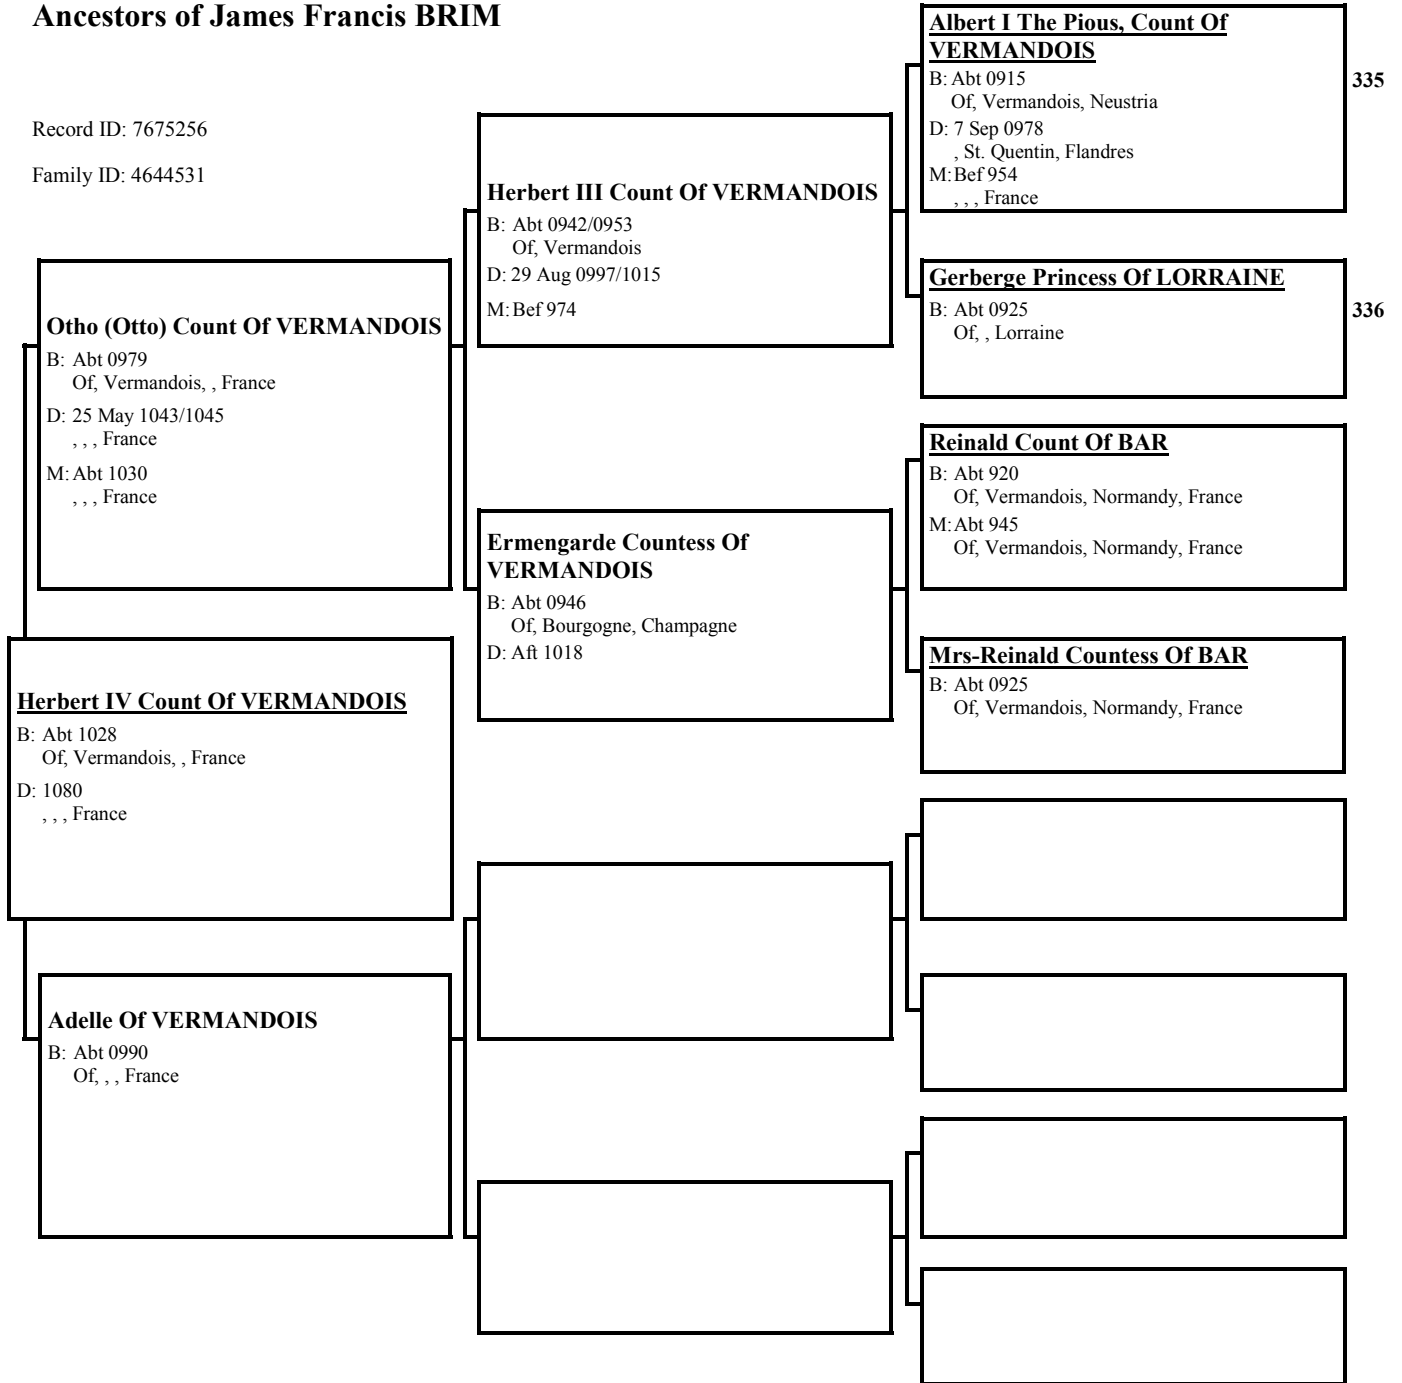 Ancestors of James Francis BRIM
Record ID: 7675256
Family ID: 4644531
Otho (Otto) Count Of VERMANDOIS
B: Abt 0979
Of, Vermandois, , France
D: 25 May 1043/1045
, , , France
M: Abt 1030
, , , France
Herbert IV Count Of VERMANDOIS
B: Abt 1028
Of, Vermandois, , France
D: 1080
, , , France
Adelle Of VERMANDOIS
B: Abt 0990
Of, , , France
Herbert III Count Of VERMANDOIS
B: Abt 0942/0953
Of, Vermandois
D: 29 Aug 0997/1015
M: Bef 974
Ermengarde Countess Of
VERMANDOIS
B: Abt 0946
Of, Bourgogne, Champagne
D: Aft 1018
Albert I The Pious, Count Of
VERMANDOIS
B: Abt 0915
Of, Vermandois, Neustria
D: 7 Sep 0978
, St. Quentin, Flandres
M: Bef 954
, , , France
335
Gerberge Princess Of LORRAINE
B: Abt 0925
Of, , Lorraine
336
Reinald Count Of BAR
B: Abt 920
Of, Vermandois, Normandy, France
M: Abt 945
Of, Vermandois, Normandy, France
Mrs-Reinald Countess Of BAR
B: Abt 0925
Of, Vermandois, Normandy, France